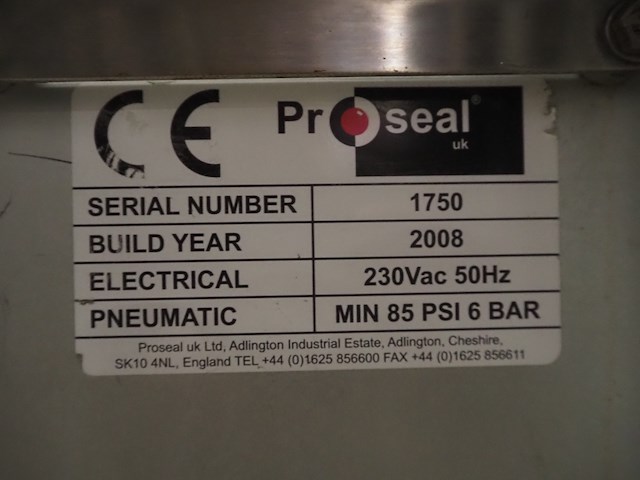 CE Proseal®
uk
SERIAL NUMBER 1750
BUILD YEAR 2008
ELECTRICAL 230Vac 50Hz
PNEUMATIC MIN 85 PSI 6 BAR
Proseal uk Ltd, Adlington Industrial Estate, Adlington, Cheshire,
SK10 4NL, England TEL +44 (0)1625 856600 FAX +44 (0)1625 856611